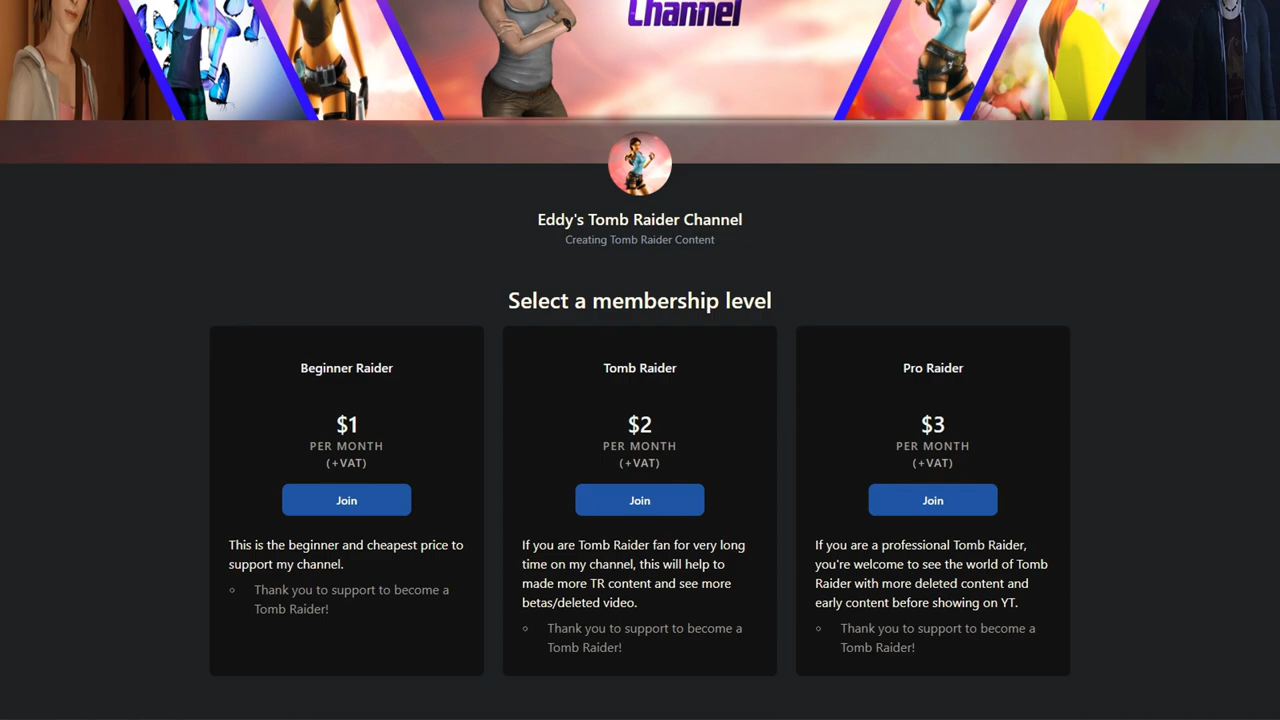 Channel
Eddy's Tomb Raider Channel
Creating Tomb Raider Content
Select a membership level
Beginner Raider
$1
PER MONTH
(+VAT)
Join
This is the beginner and cheapest price to
support my channel.
Thank you to support to become a
Tomb Raider!
Tomb Raider
$2
PER MONTH
(+VAT)
Join
If you are Tomb Raider fan for very long
time on my channel, this will help to
made more TR content and see more
betas/deleted video.
Thank you to support to become a
Tomb Raider!
Pro Raider
$3
PER MONTH
(+VAT)
Join
If you are a professional Tomb Raider,
you're welcome to see the world of Tomb
Raider with more deleted content and
early content before showing on YT.
Thank you to support to become a
Tomb Raider!